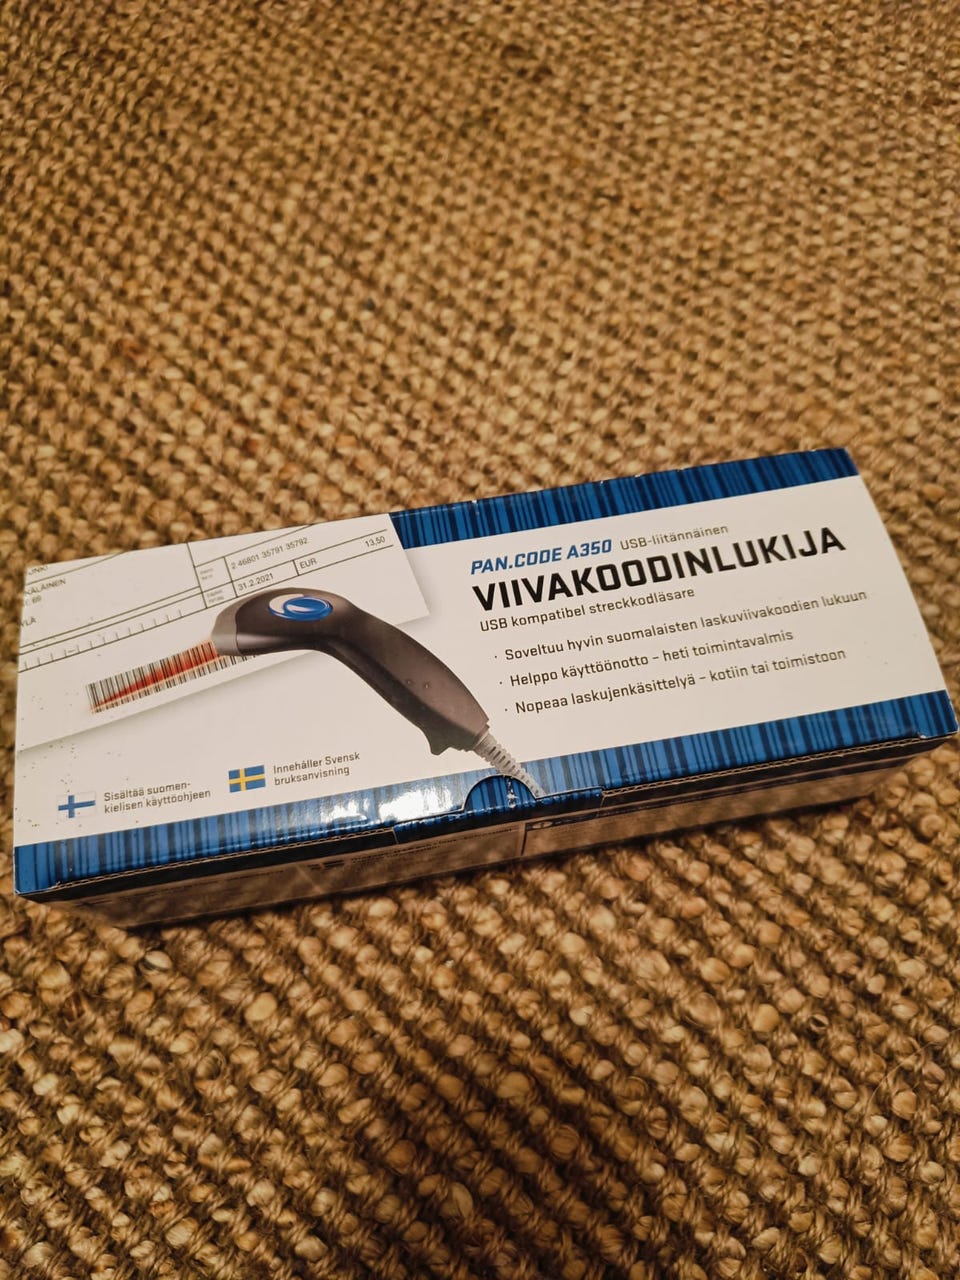 2 46801 35791 35792
31.2.2021
EUR
13,50
PAN.CODE A350 USB-liitännäinen
VIIVAKOODINLUKIJA
USB kompatibel streckkodläsare
· Soveltuu hyvin suomalaisten laskuviivakoodien lukuun
· Helppo käyttöönotto – heti toimintavalmis
· Nopeaa laskujenkäsittelyä – kotiin tai toimistoon
Sisältää suomen-
kielisen käyttöohjeen
Innehåller Svensk
bruksanvisning